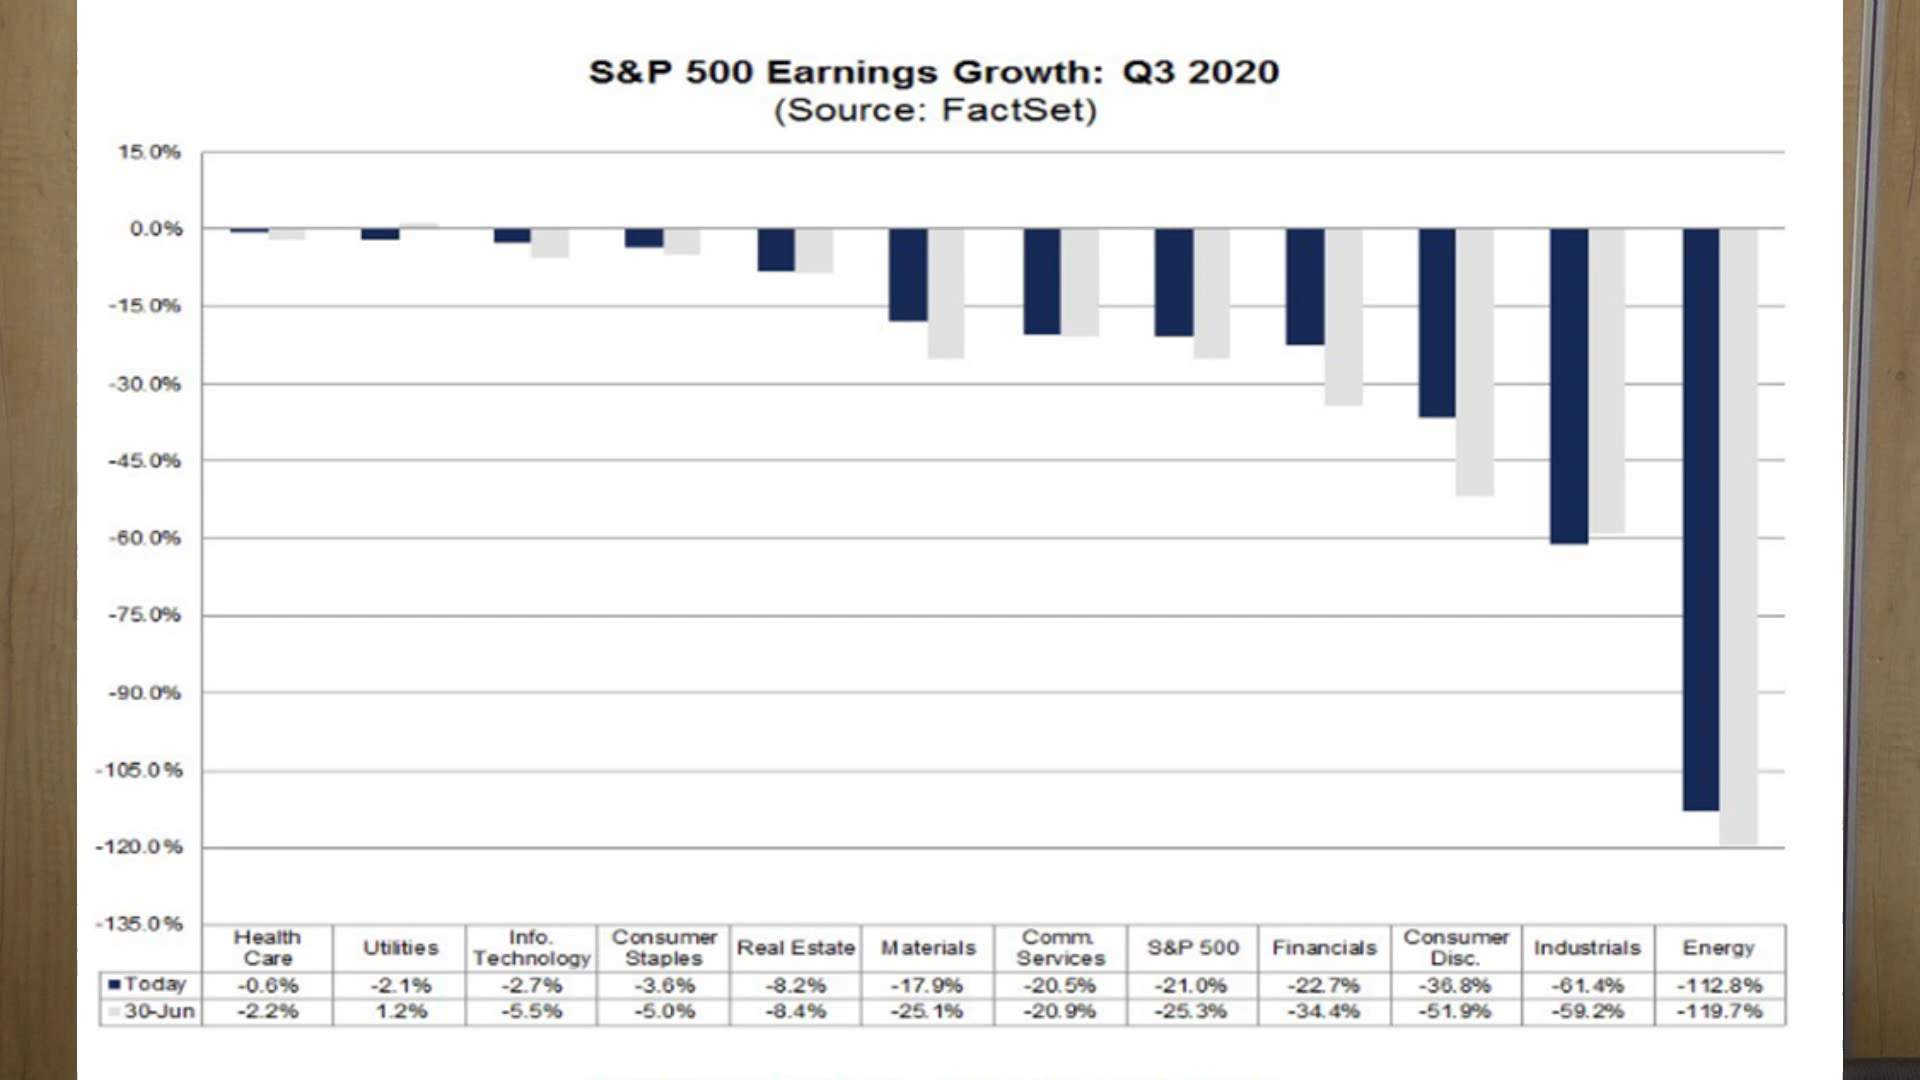 S&P 500 Earnings Growth: Q3 2020
(Source: FactSet)
15.0%
0.0%
-15.0%
-30.0%
-45.0%
-60.0%
-75.0%
-90.0%
-105.0%
-120.0%
-135.0%
Health Care Utilities Info. Technology Consumer Staples Real Estate Materials Comm. Services S&P 500 Financials Consumer Disc. Industrials Energy
Today -0.6% -2.1% -2.7% -3.6% -8.2% -17.9% -20.5% -21.0% -22.7% -36.8% -61.4% -112.8%
30-Jun -2.2% 1.2% -5.5% -5.0% -8.4% -25.1% -20.9% -25.3% -34.4% -51.9% -59.2% -119.7%